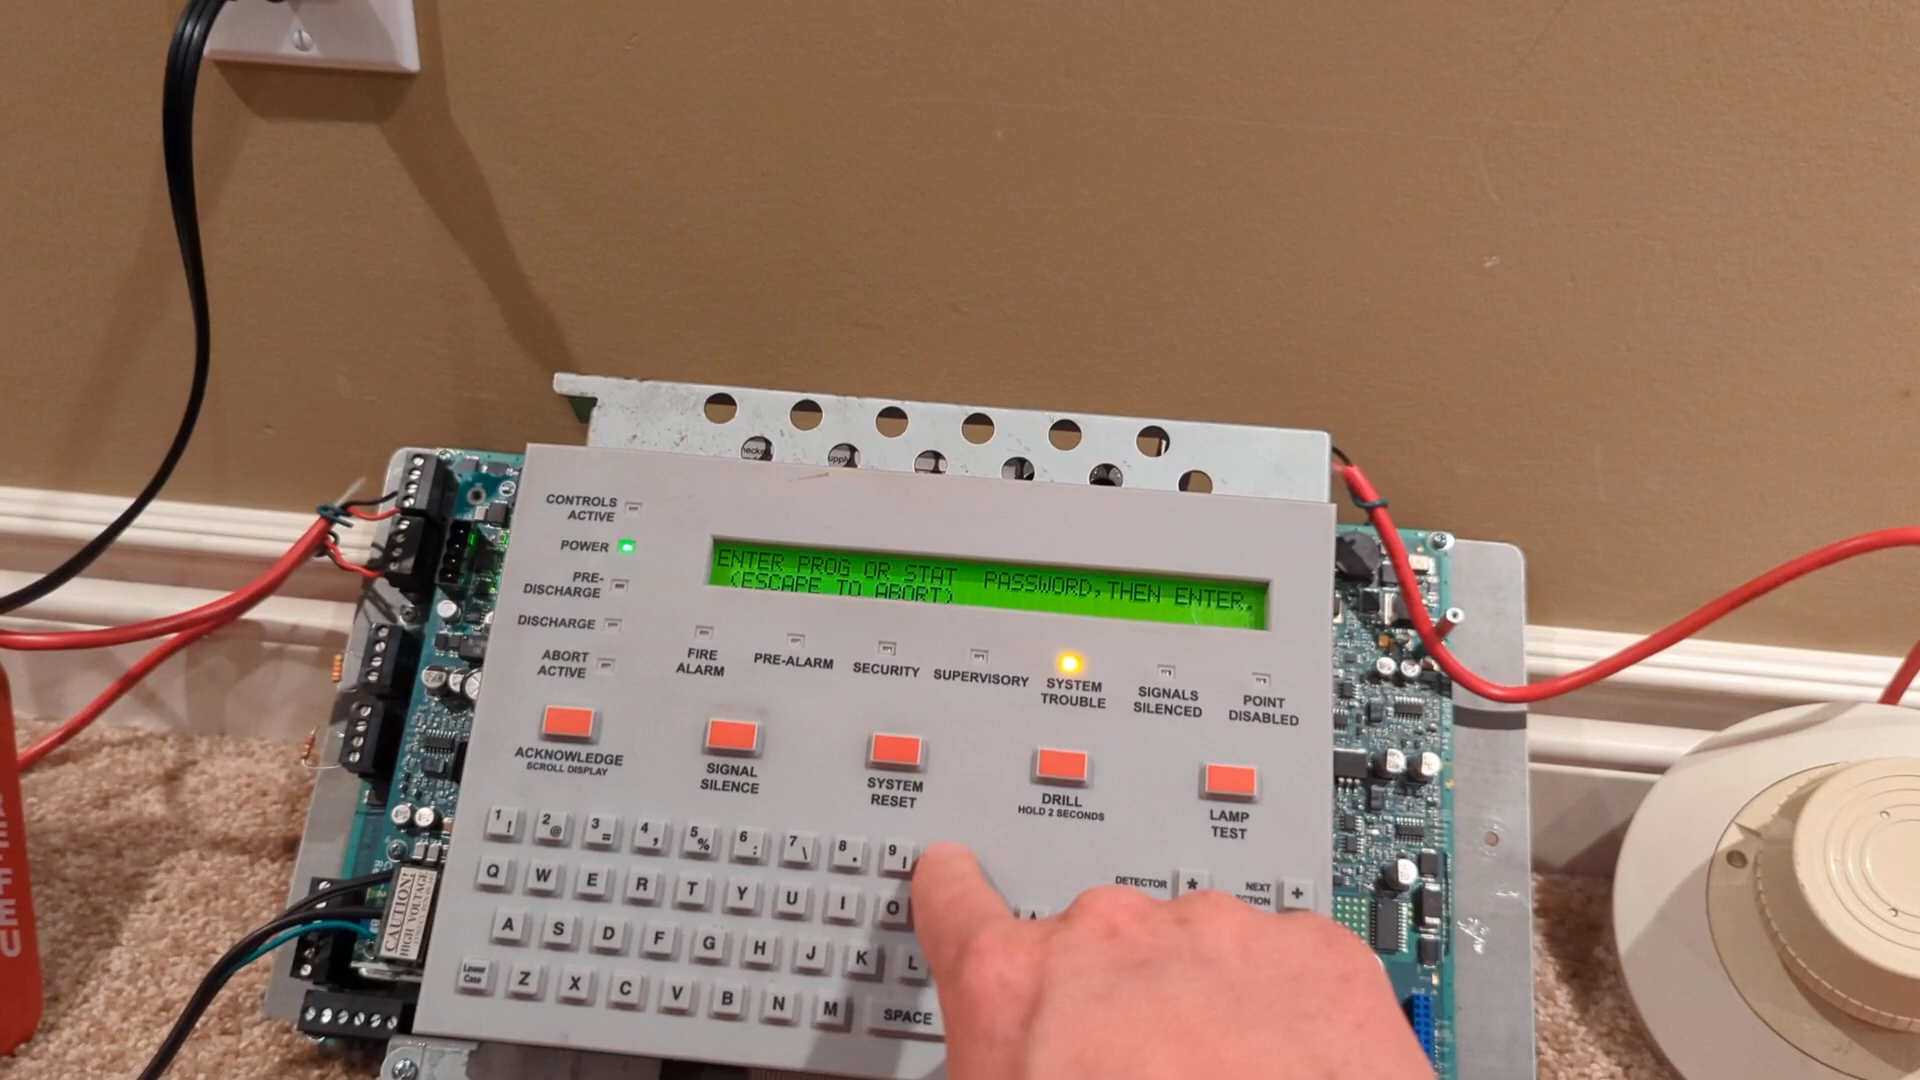 hecked
upply
CONTROLS
ACTIVE
POWER
PRE-
DISCHARGE
DISCHARGE
ABORT
ACTIVE
ENTER PROG OR STAT PASSWORD, THEN ENTER.
(ESCAPE TO ABORT)
FIRE
ALARM
PRE-ALARM
SECURITY
SUPERVISORY
SYSTEM
TROUBLE
SIGNALS
SILENCED
POINT
DISABLED
ACKNOWLEDGE
SCROLL DISPLAY
SIGNAL
SILENCE
SYSTEM
RESET
DRILL
HOLD 2 SECONDS
LAMP
TEST
1 ! 2 @ 3 = 4 , 5 % 6 : 7 \ 8 . 9 |
Q W E R T Y U I O
A S D F G H J K L
Lower
Case
Z X C V B N M SPACE
DETECTOR *
NEXT +
CAUTION!
HIGH VOLTAGE